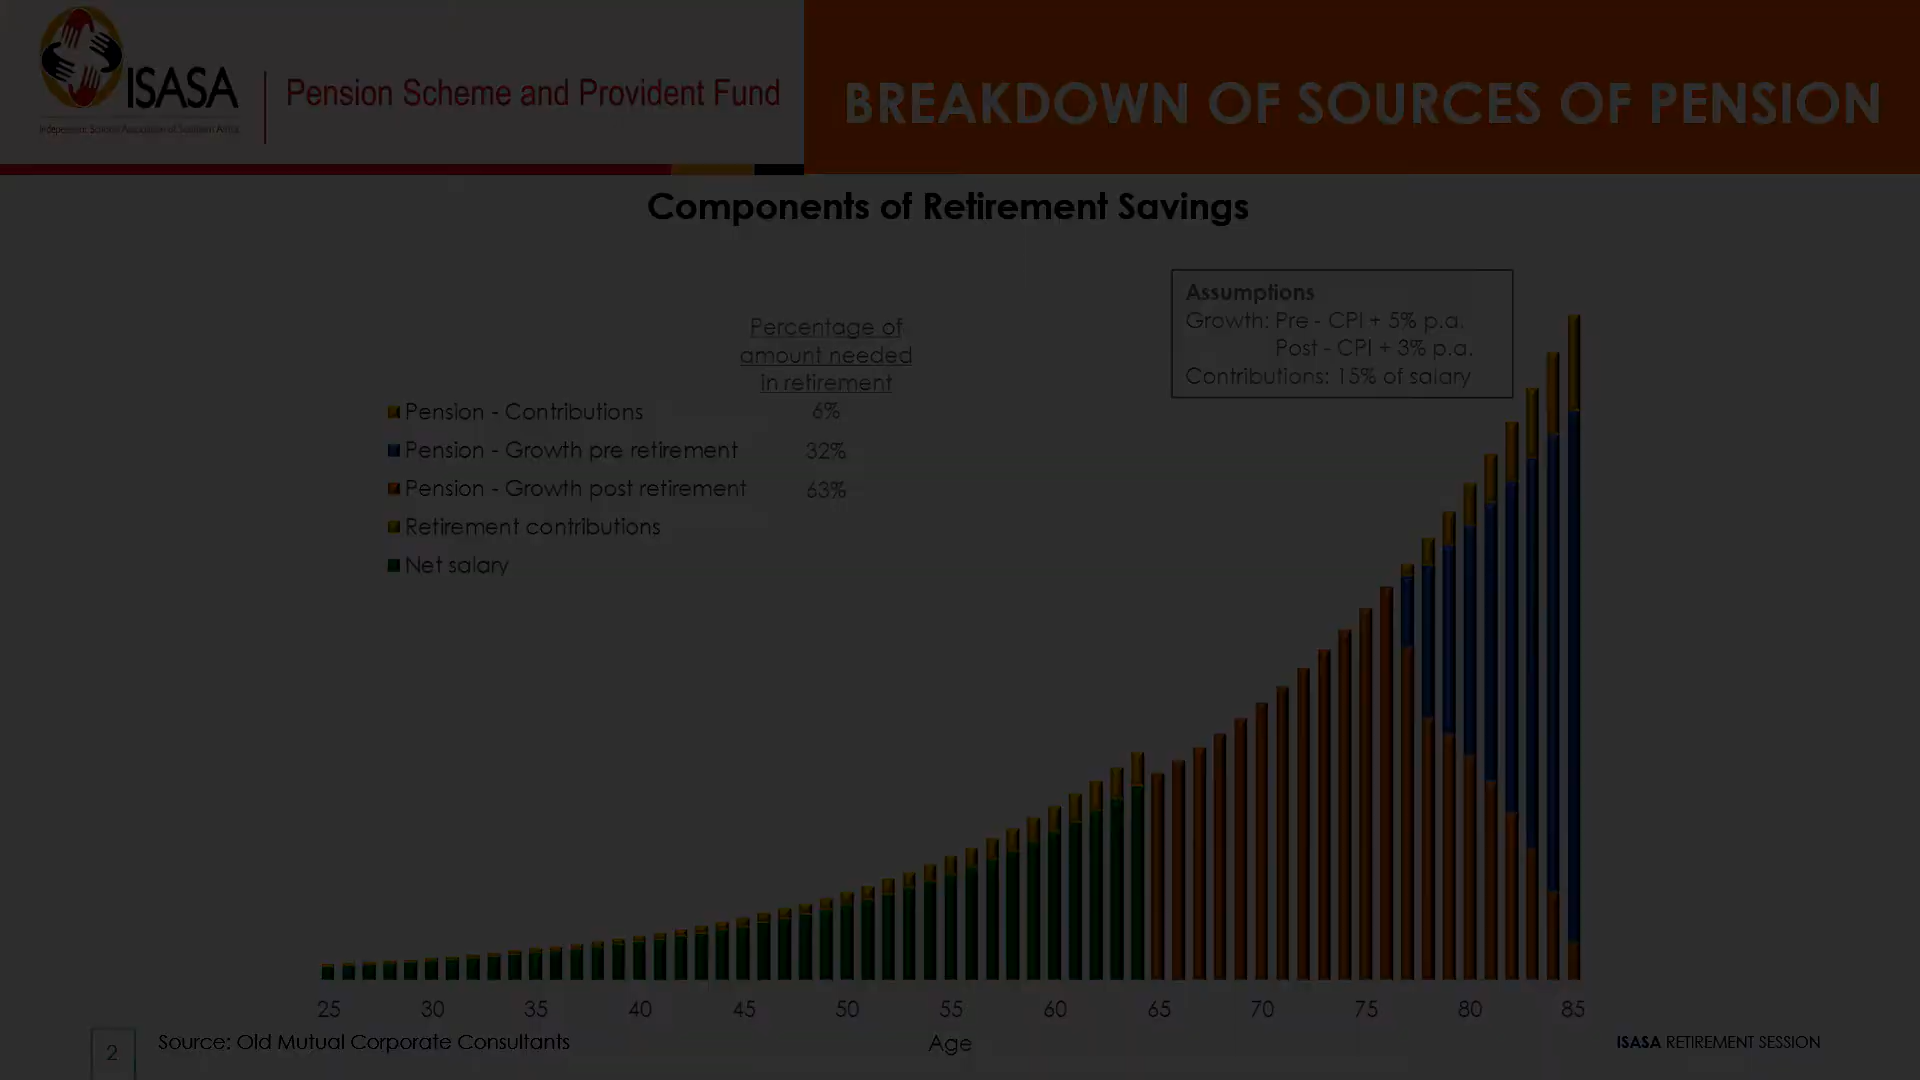 ISASA
Independent Schools Association of Southern Africa
Pension Scheme and Provident Fund
BREAKDOWN OF SOURCES OF PENSION
Components of Retirement Savings
Assumptions
Growth: Pre - CPI + 5% p.a.
Post - CPI + 3% p.a.
Contributions: 15% of salary
Percentage of
amount needed
in retirement
Pension - Contributions 6%
Pension - Growth pre retirement 32%
Pension - Growth post retirement 63%
Retirement contributions
Net salary
25 30 35 40 45 50 55 60 65 70 75 80 85
Age
2
Source: Old Mutual Corporate Consultants
ISASA RETIREMENT SESSION